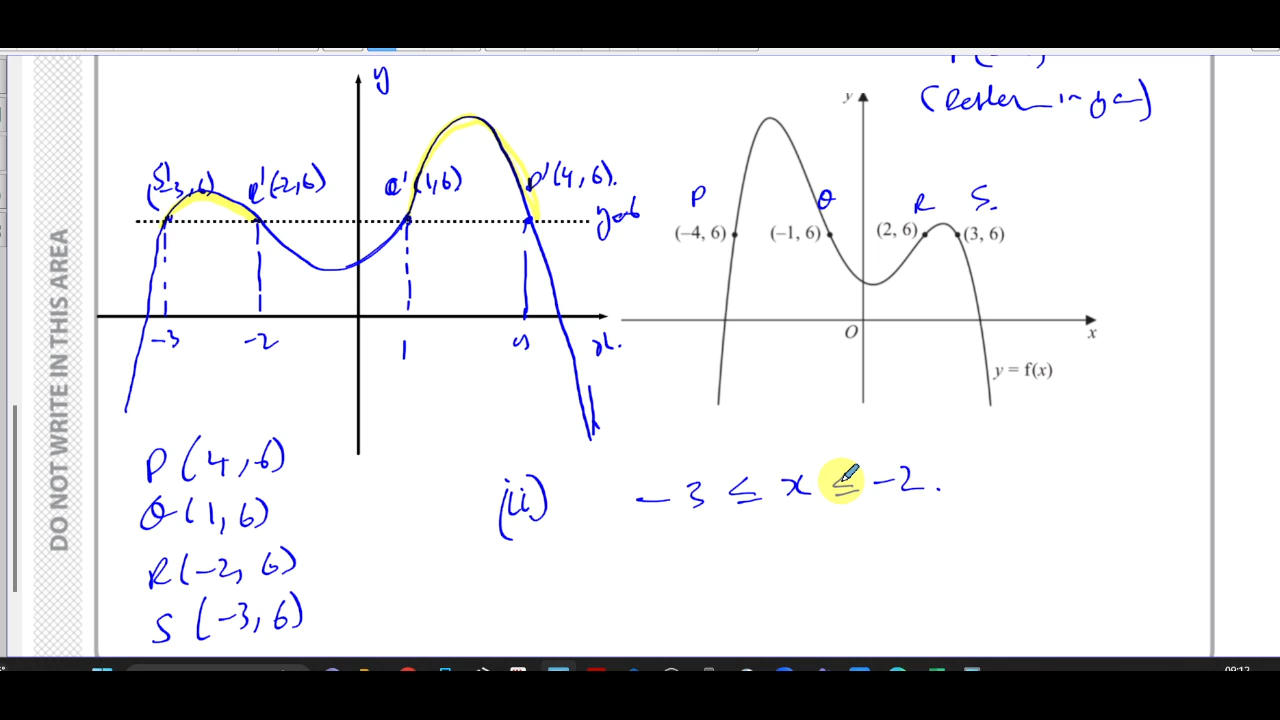 DO NOT WRITE IN THIS AREA
y
(-3, 6)
(-2, 6)
Q'(1, 6)
P'(4, 6).
y=6
-3
-2
1
4
x.
P(4, 6)
Q(1, 6)
R(-2, 6)
S(-3, 6)
(Reflection in y
y
P
Q
R
S.
(−4, 6)
(−1, 6)
(2, 6)
(3, 6)
O
x
y = f(x)
(ii) -3 ≤ x ≤ -2.